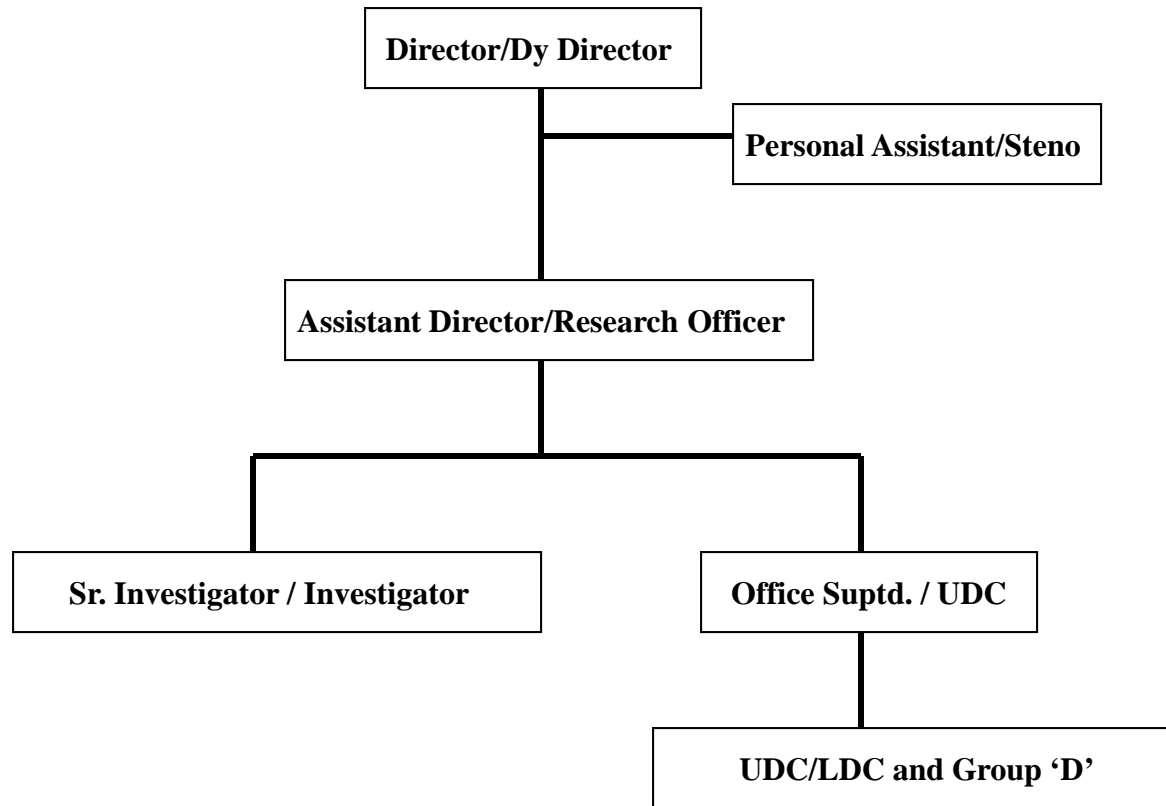 Director/Dy Director
Personal Assistant/Steno
Assistant Director/Research Officer
Sr. Investigator / Investigator
Office Suptd. / UDC
UDC/LDC and Group ‘D’